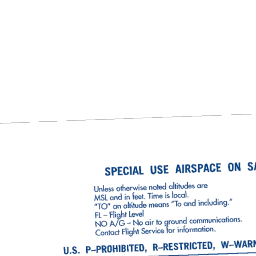 SPECIAL USE AIRSPACE ON
Unless otherwise noted altitudes are
MSL and in feet. Time is local.
"TO" an altitude means "To and including."
FL – Flight Level
NO A/G – No air to ground communications.
Contact Flight Service for information.
U.S. P–PROHIBITED, R–RESTRICTED,